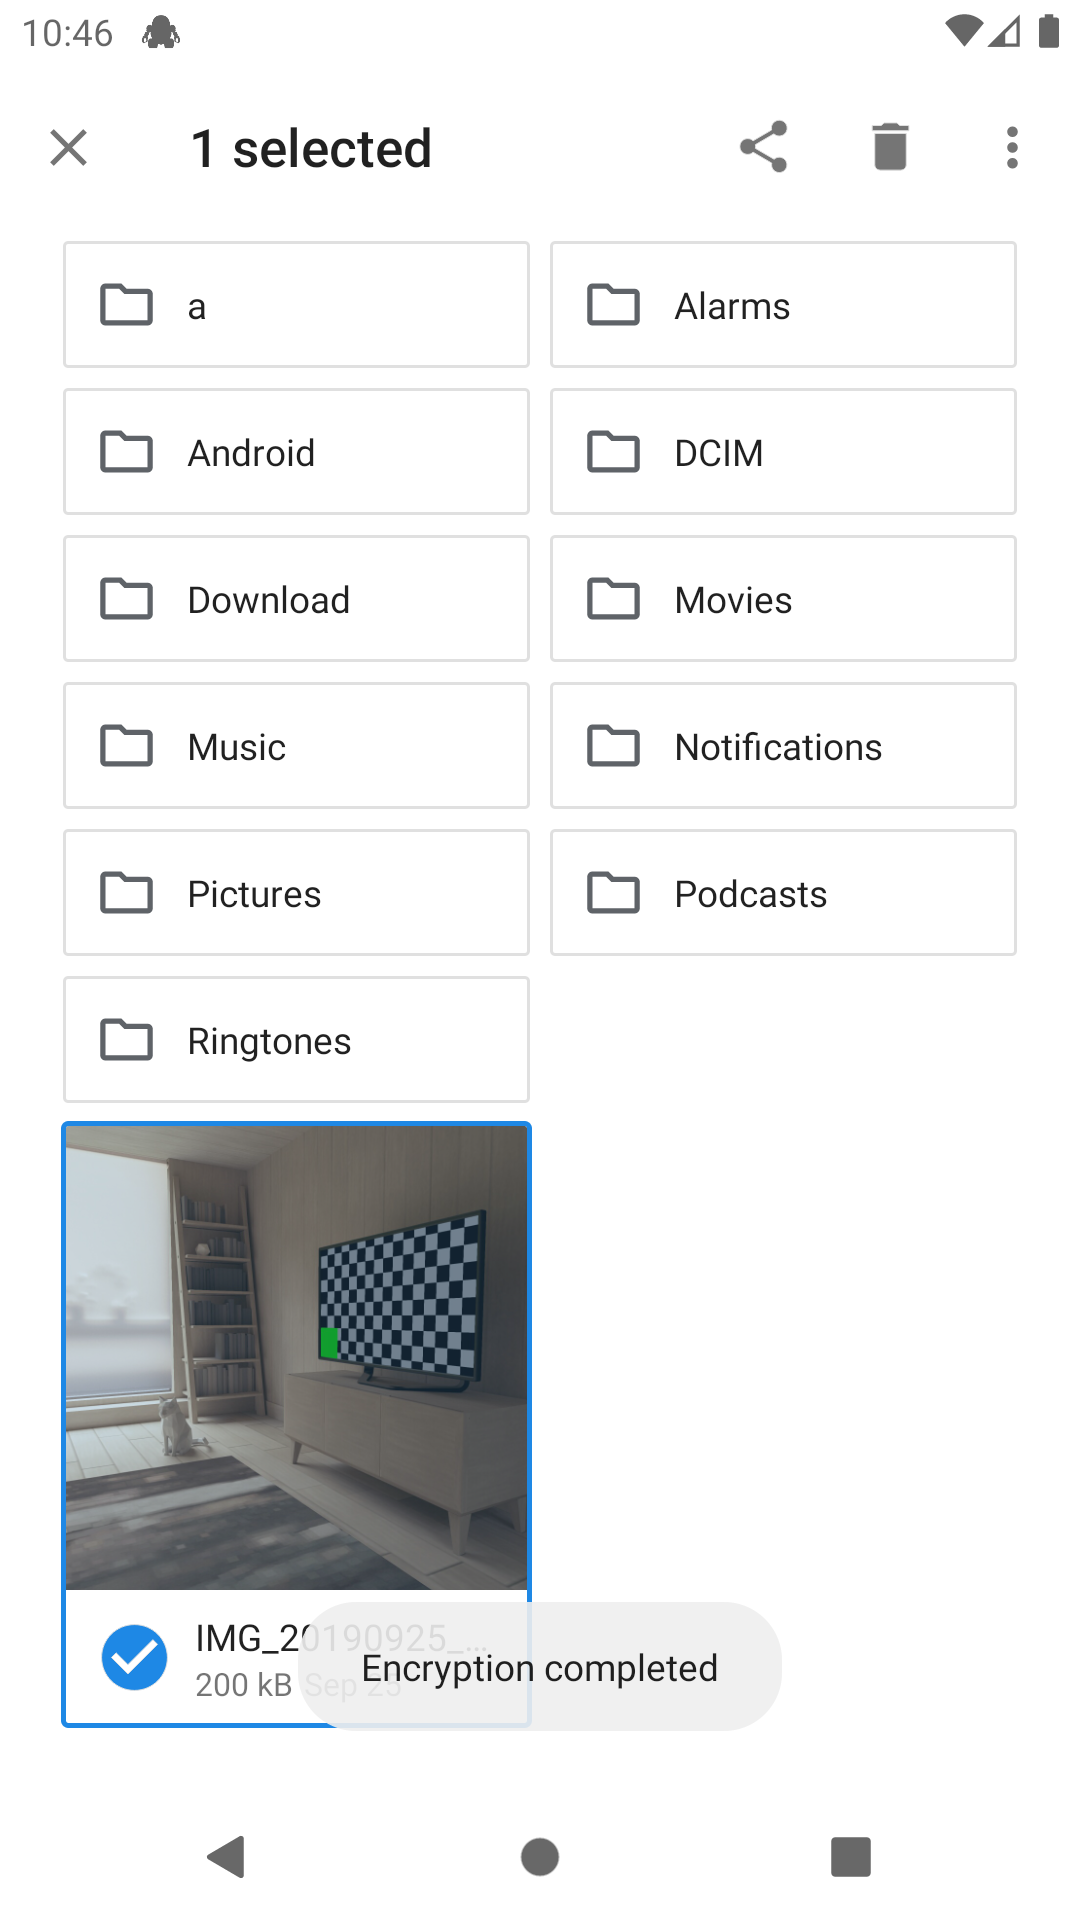 10:46
1 selected
a
Alarms
Android
DCIM
Download
Movies
Music
Notifications
Pictures
Podcasts
Ringtones
IMG_20190925_...
200 kB Sep 25
Encryption completed